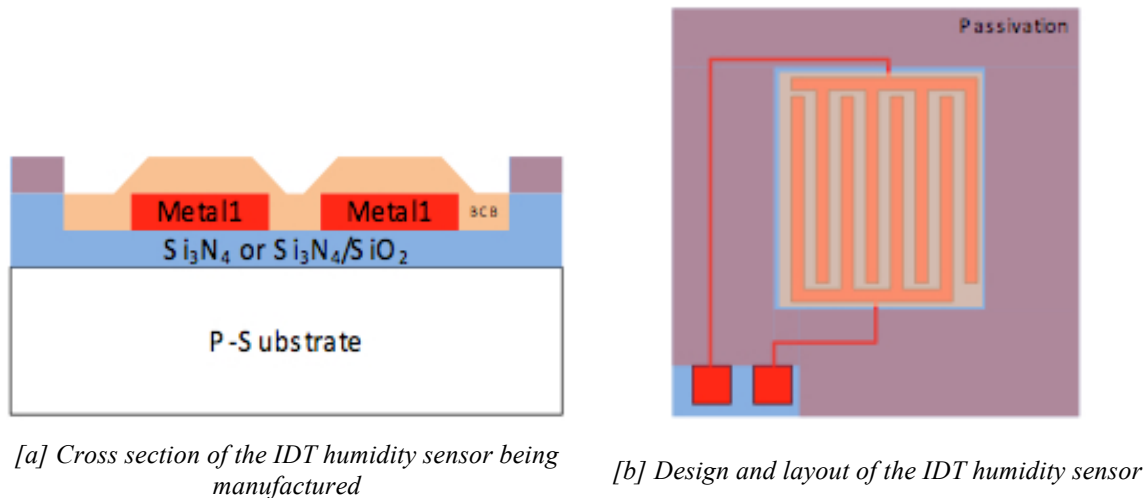 Passivation
Metal1 Metal1 BCB
Si₃N₄ or Si₃N₄/SiO₂
P-Substrate
[a] Cross section of the IDT humidity sensor being
manufactured
[b] Design and layout of the IDT humidity sensor